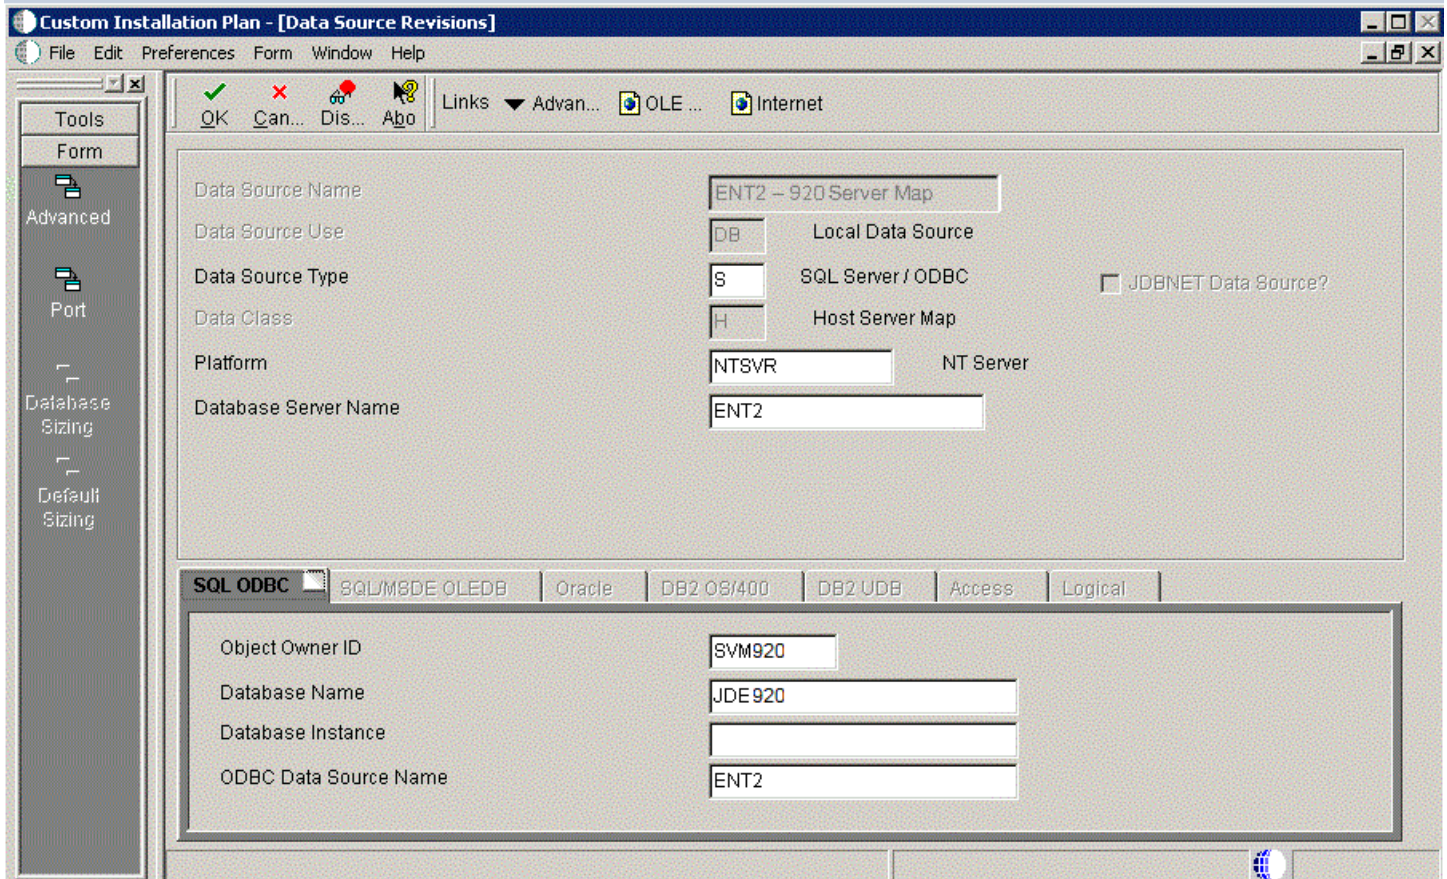 Custom Installation Plan - [Data Source Revisions]
File Edit Preferences Form Window Help
Tools
Form
Advanced
Port
Database
Sizing
Default
Sizing
OK Can... Dis... Abo Links Advan... OLE ... Internet
Data Source Name ENT2 – 920 Server Map
Data Source Use DB Local Data Source
Data Source Type S SQL Server / ODBC JDBNET Data Source?
Data Class H Host Server Map
Platform NTSVR NT Server
Database Server Name ENT2
SQL ODBC SQL/MSDE OLEDB Oracle DB2 OS/400 DB2 UDB Access Logical
Object Owner ID SVM920
Database Name JDE920
Database Instance
ODBC Data Source Name ENT2